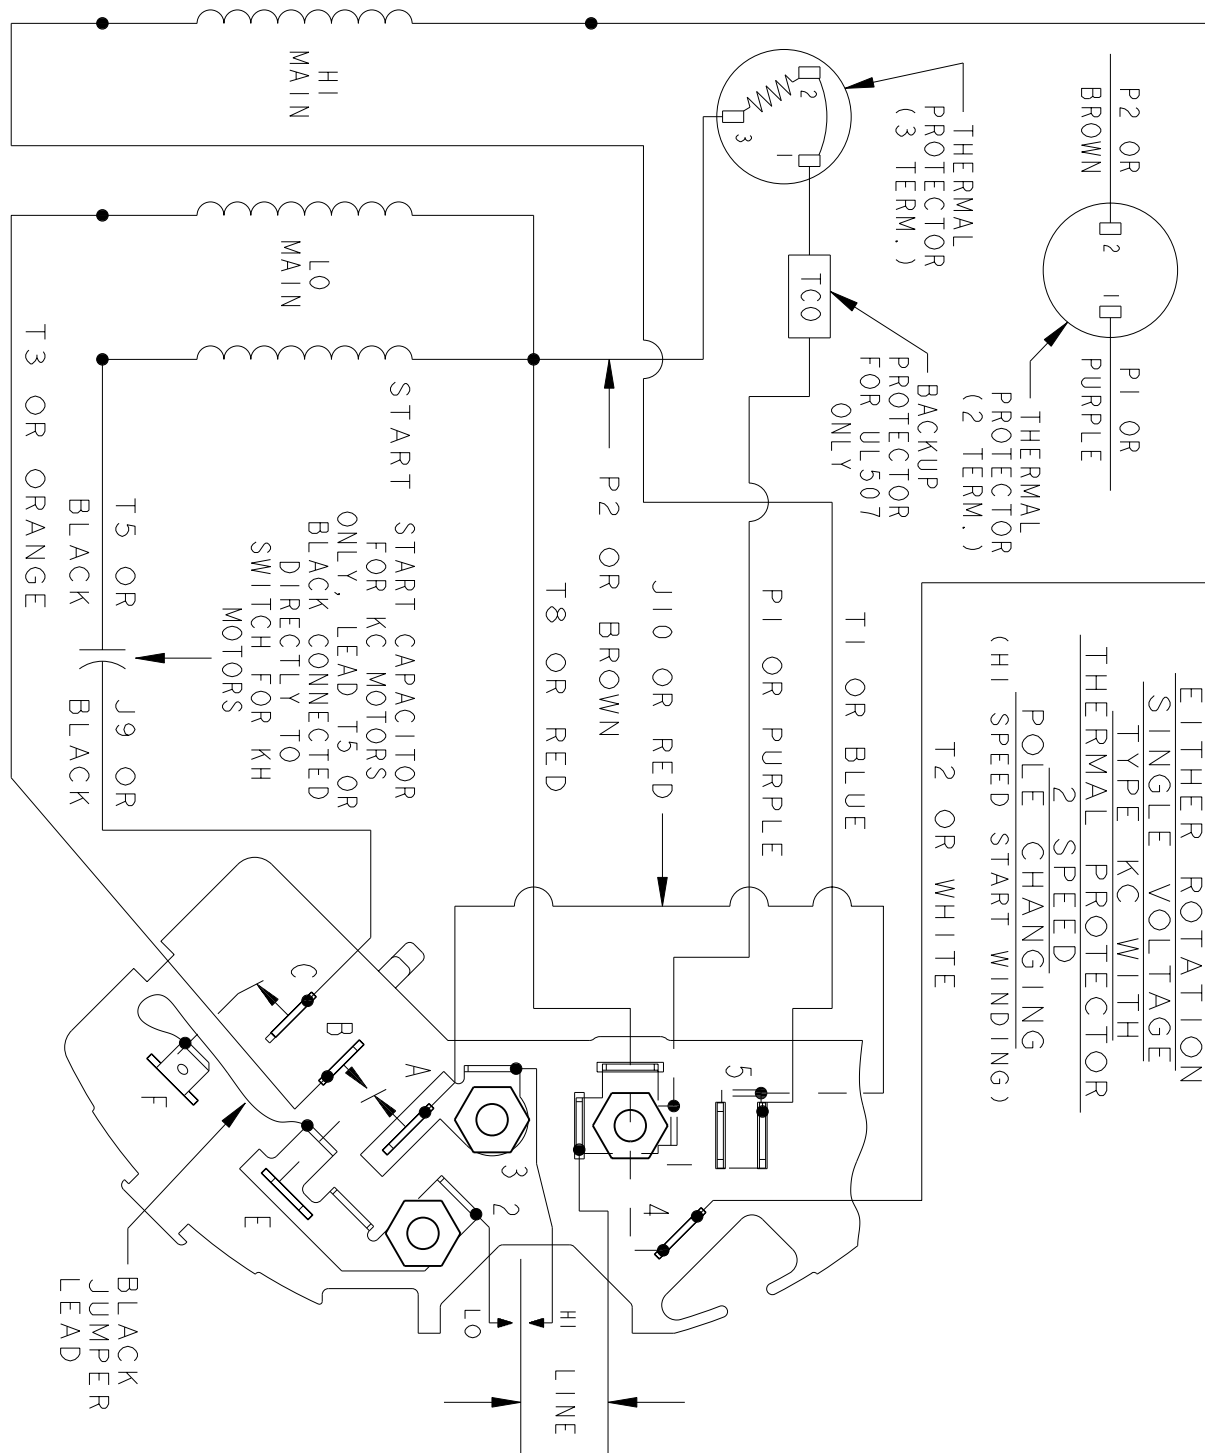 EITHER ROTATION
SINGLE VOLTAGE
TYPE KC WITH
THERMAL PROTECTOR
2 SPEED
POLE CHANGING
(HI SPEED START WINDING)
P2 OR
BROWN
P1 OR
PURPLE
2
1
THERMAL
PROTECTOR
(2 TERM.)
THERMAL
PROTECTOR
(3 TERM.)
2
3
1
TCO
BACKUP
PROTECTOR
FOR UL507
ONLY
HI
MAIN
LO
MAIN
START
START CAPACITOR
FOR KC MOTORS
ONLY, LEAD T5 OR
BLACK CONNECTED
DIRECTLY TO
SWITCH FOR KH
MOTORS
T2 OR WHITE
T1 OR BLUE
P1 OR PURPLE
J10 OR RED
P2 OR BROWN
T8 OR RED
T5 OR
BLACK
J9 OR
BLACK
T3 OR ORANGE
5
4
1
3
2
A
B
C
E
F
HI
LO
LINE
BLACK
JUMPER
LEAD